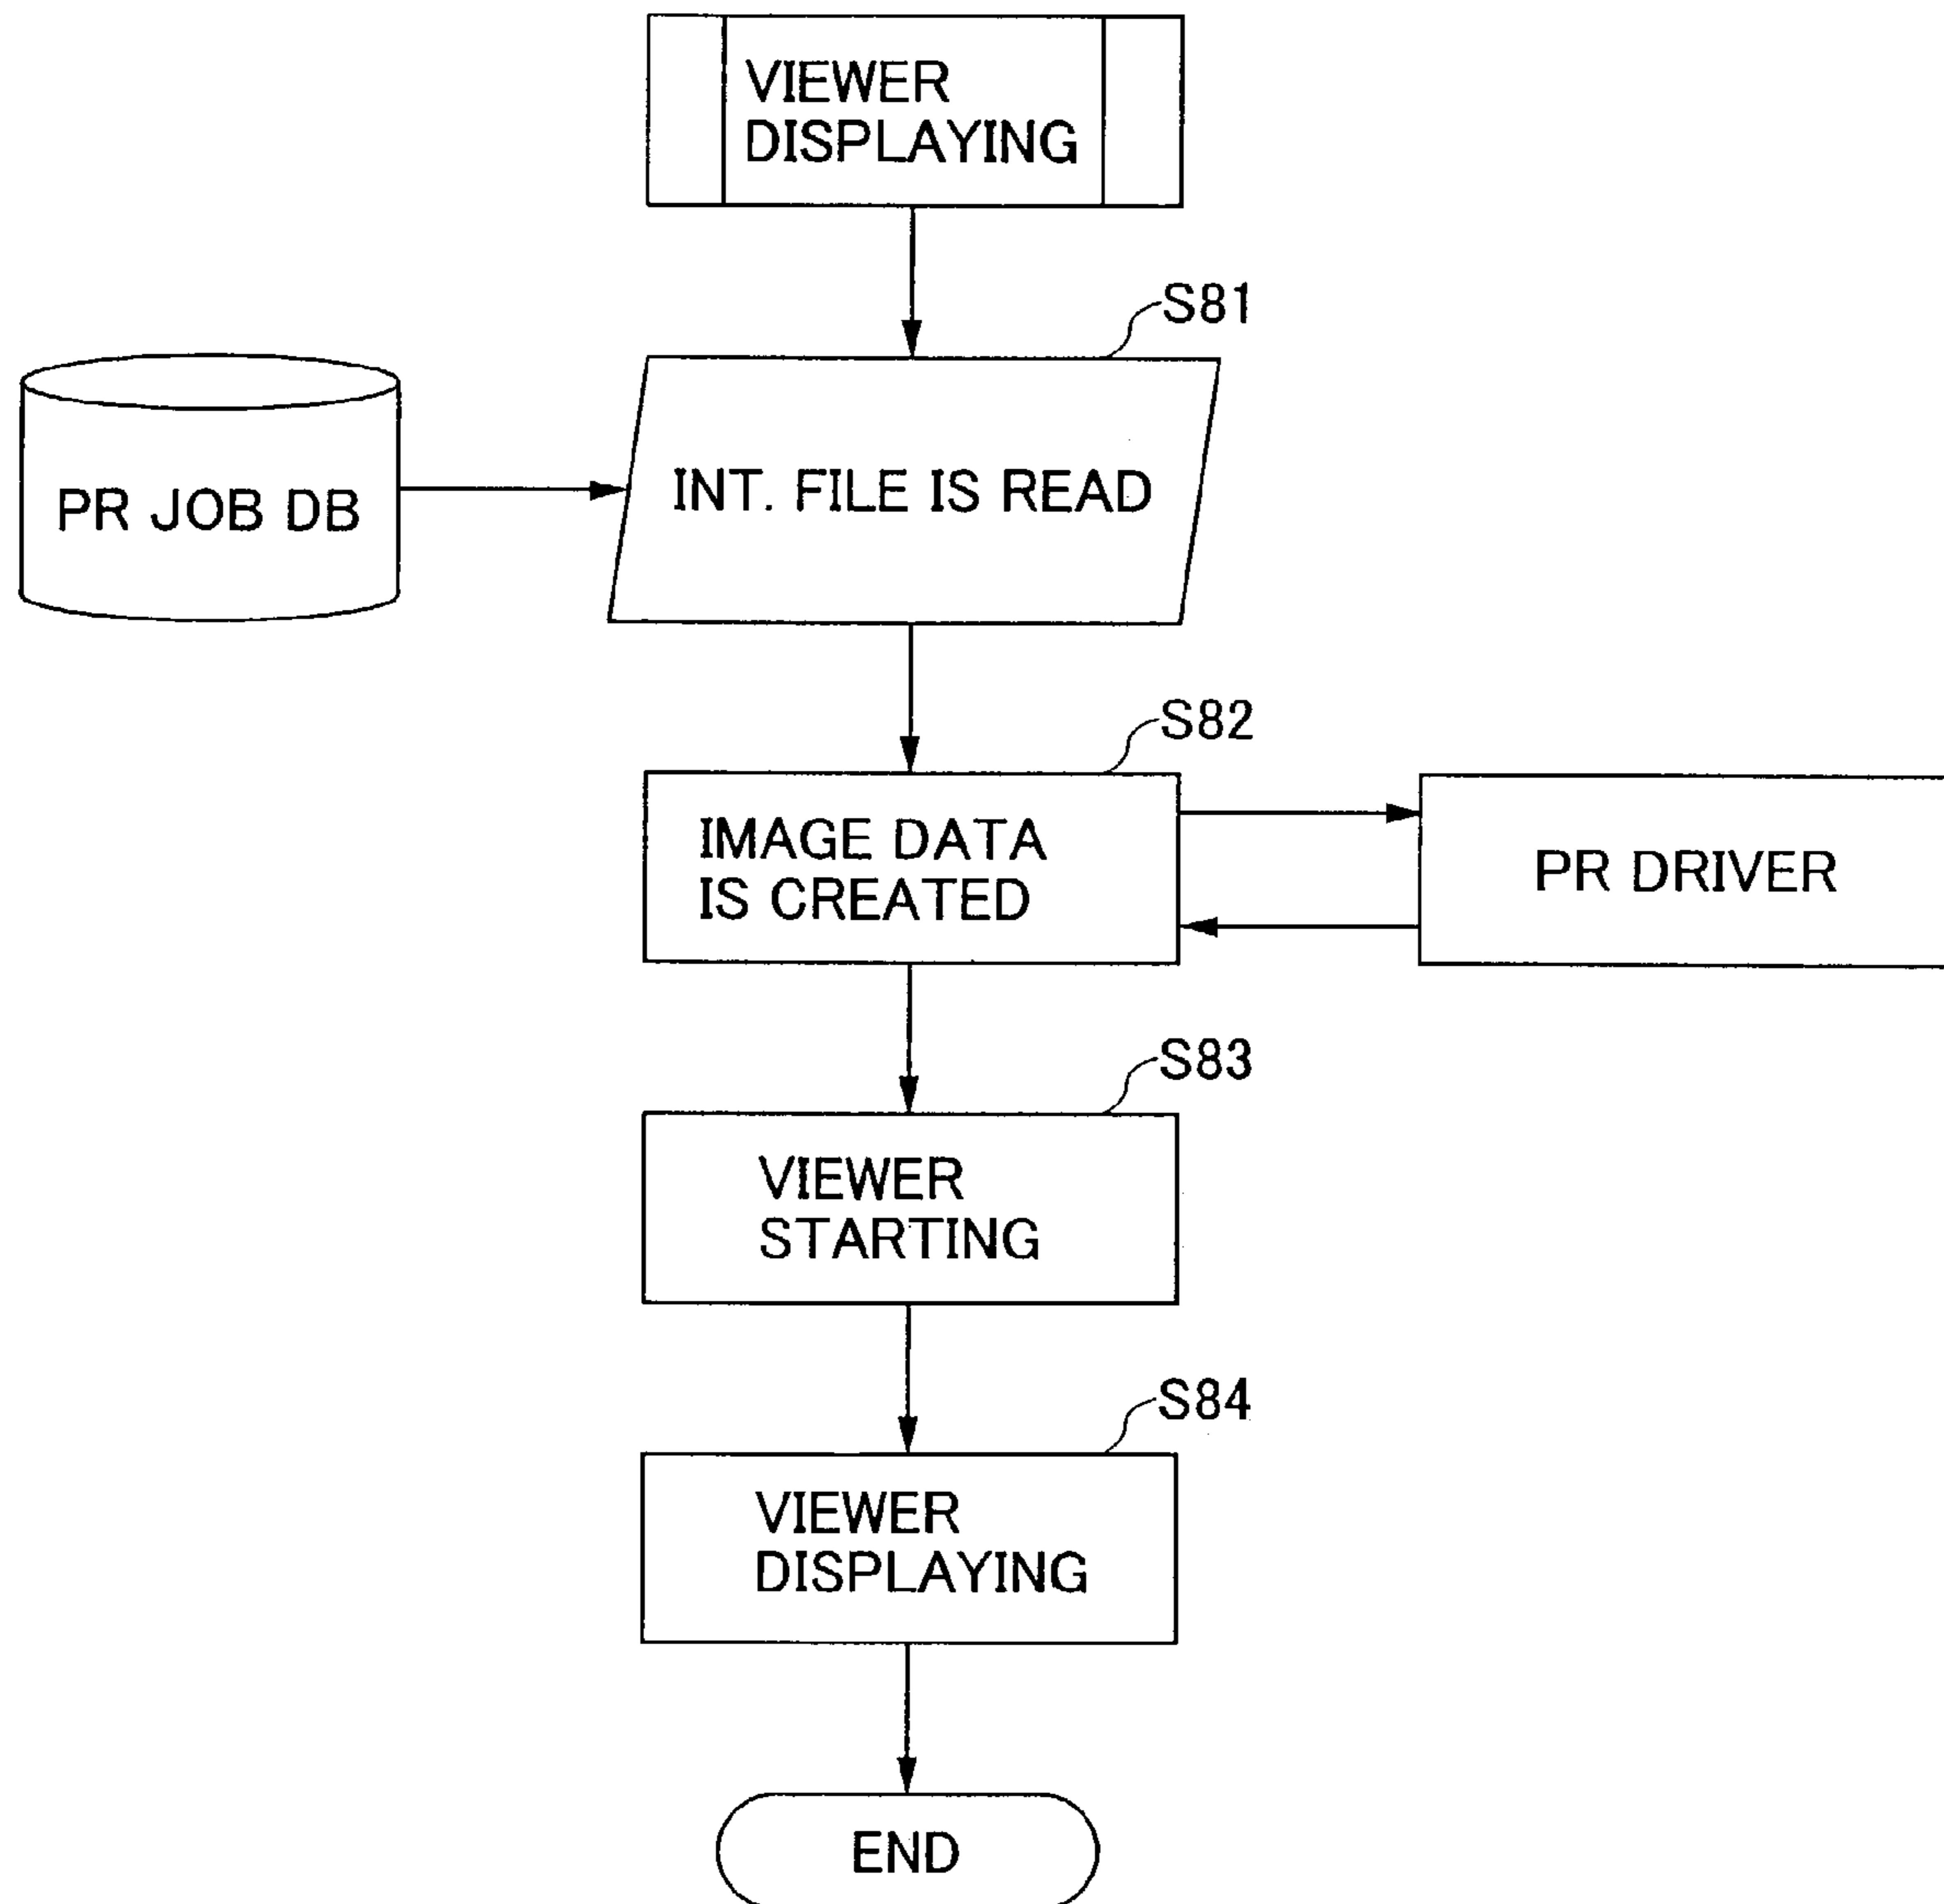 VIEWER
DISPLAYING
S81
PR JOB DB
INT. FILE IS READ
S82
IMAGE DATA
IS CREATED
PR DRIVER
S83
VIEWER
STARTING
S84
VIEWER
DISPLAYING
END